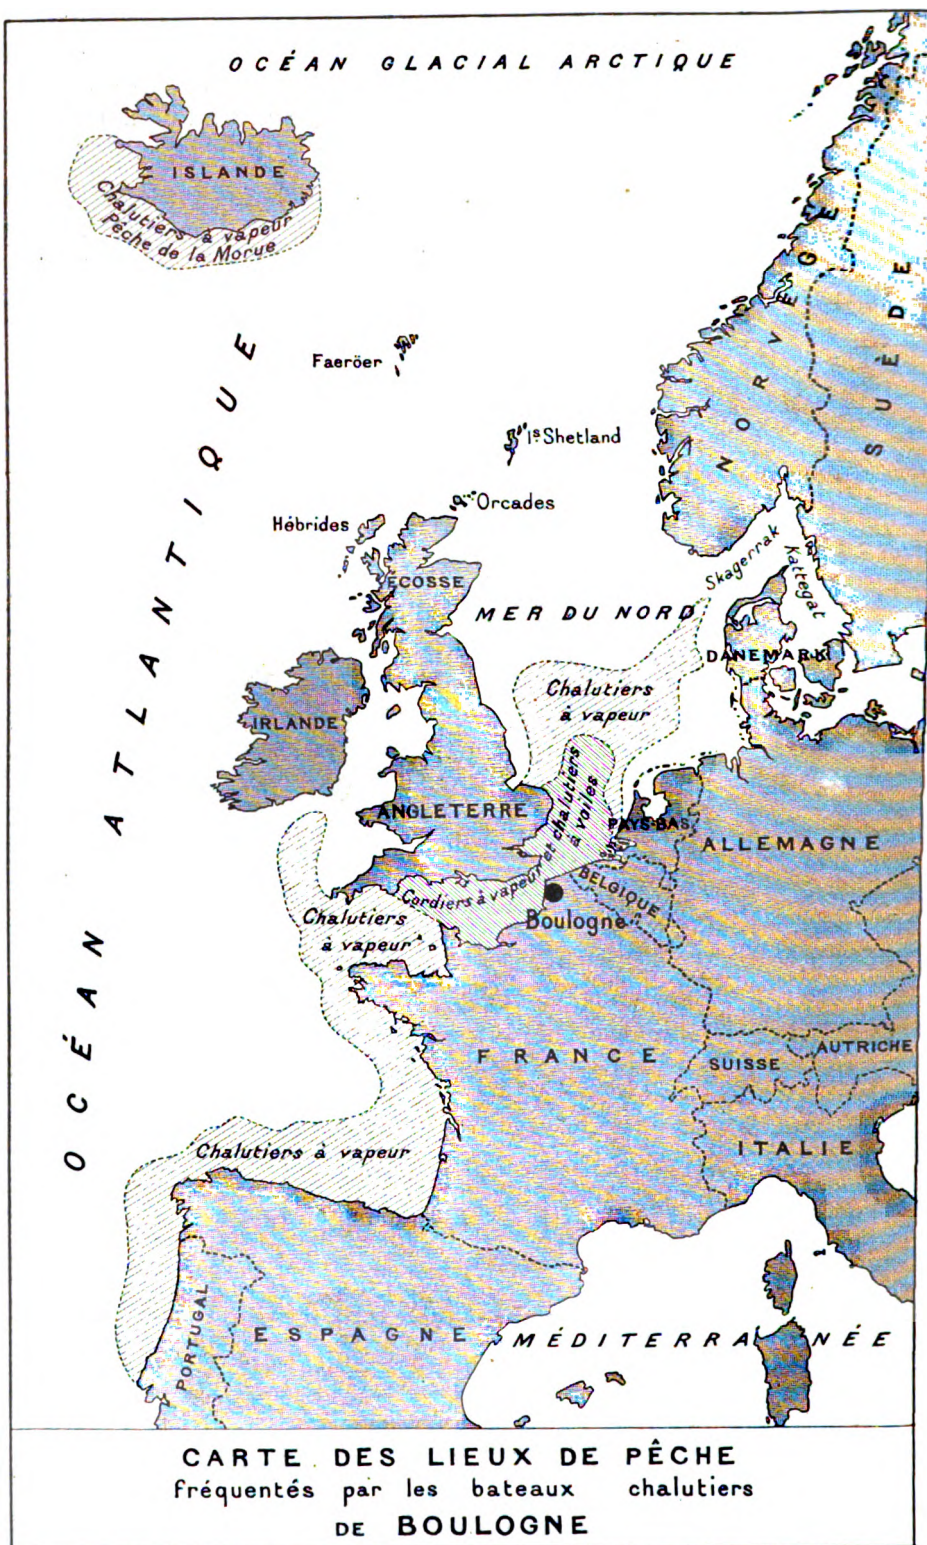 OCÉAN GLACIAL ARCTIQUE
ISLANDE
Chalutiers à vapeur
Pêche de la Morue
Faeröer
Iˢ Shetland
Orcades
Hébrides
ÉCOSSE
NORVÈGE
SUÈDE
Skagerrak
Kattegat
MER DU NORD
DANEMARK
OCÉAN ATLANTIQUE
Chalutiers
à vapeur
IRLANDE
ANGLETERRE
PAYS-BAS
ALLEMAGNE
Cordiers à vapeur et chalutiers
à voiles
BELGIQUE
Boulogne
Chalutiers
à vapeur
FRANCE
SUISSE
AUTRICHE
ITALIE
Chalutiers à vapeur
PORTUGAL
ESPAGNE
MÉDITERRANÉE
CARTE DES LIEUX DE PÊCHE
fréquentés par les bateaux chalutiers
DE BOULOGNE